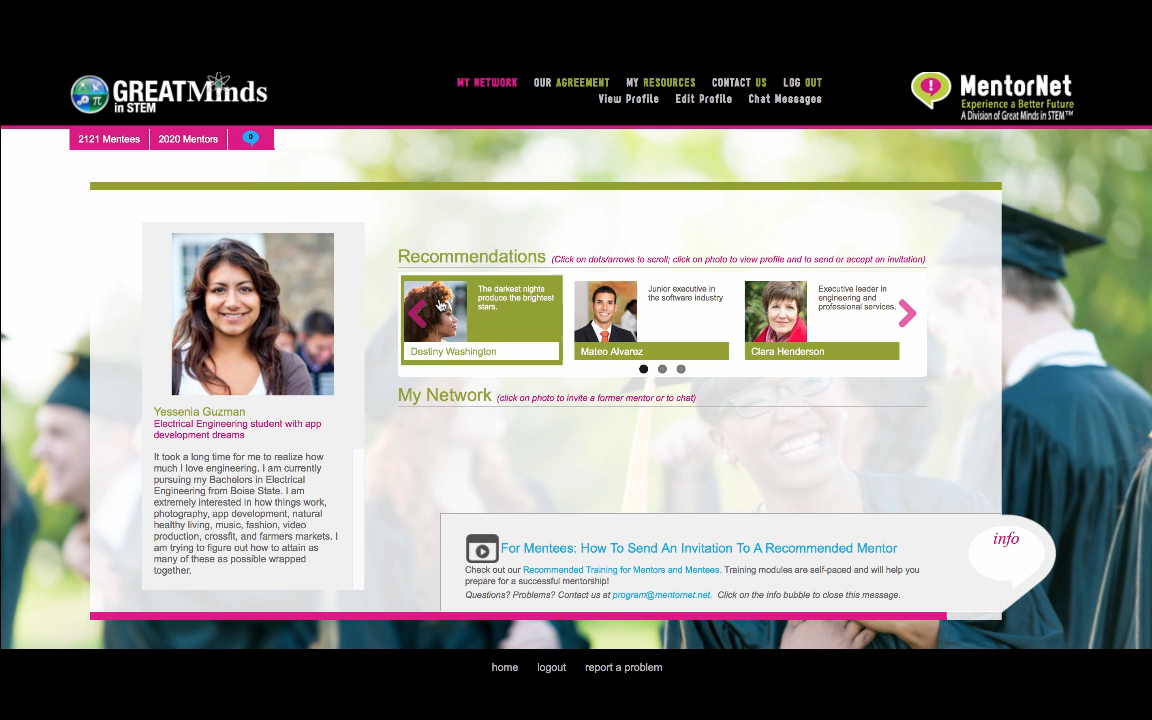 GREATMinds
in STEM
MY NETWORK OUR AGREEMENT MY RESOURCES CONTACT US LOG OUT
View Profile Edit Profile Chat Messages
MentorNet
Experience a Better Future
A Division of Great Minds in STEM™
2121 Mentees 2020 Mentors 0
Recommendations (Click on dots/arrows to scroll; click on photo to view profile and to send or accept an invitation)
The darkest nights
produce the brightest
stars.
Destiny Washington
Junior executive in
the software industry
Mateo Alvarez
Executive leader in
engineering and
professional services.
Clara Henderson
My Network (click on photo to invite a former mentor or to chat)
Yessenia Guzman
Electrical Engineering student with app
development dreams
It took a long time for me to realize how
much I love engineering. I am currently
pursuing my Bachelors in Electrical
Engineering from Boise State. I am
extremely interested in how things work,
photography, app development, natural
healthy living, music, fashion, video
production, crossfit, and farmers markets. I
am trying to figure out how to attain as
many of these as possible wrapped
together.
For Mentees: How To Send An Invitation To A Recommended Mentor
Check out our Recommended Training for Mentors and Mentees. Training modules are self-paced and will help you
prepare for a successful mentorship!
Questions? Problems? Contact us at program@mentornet.net. Click on the info bubble to close this message.
info
home logout report a problem